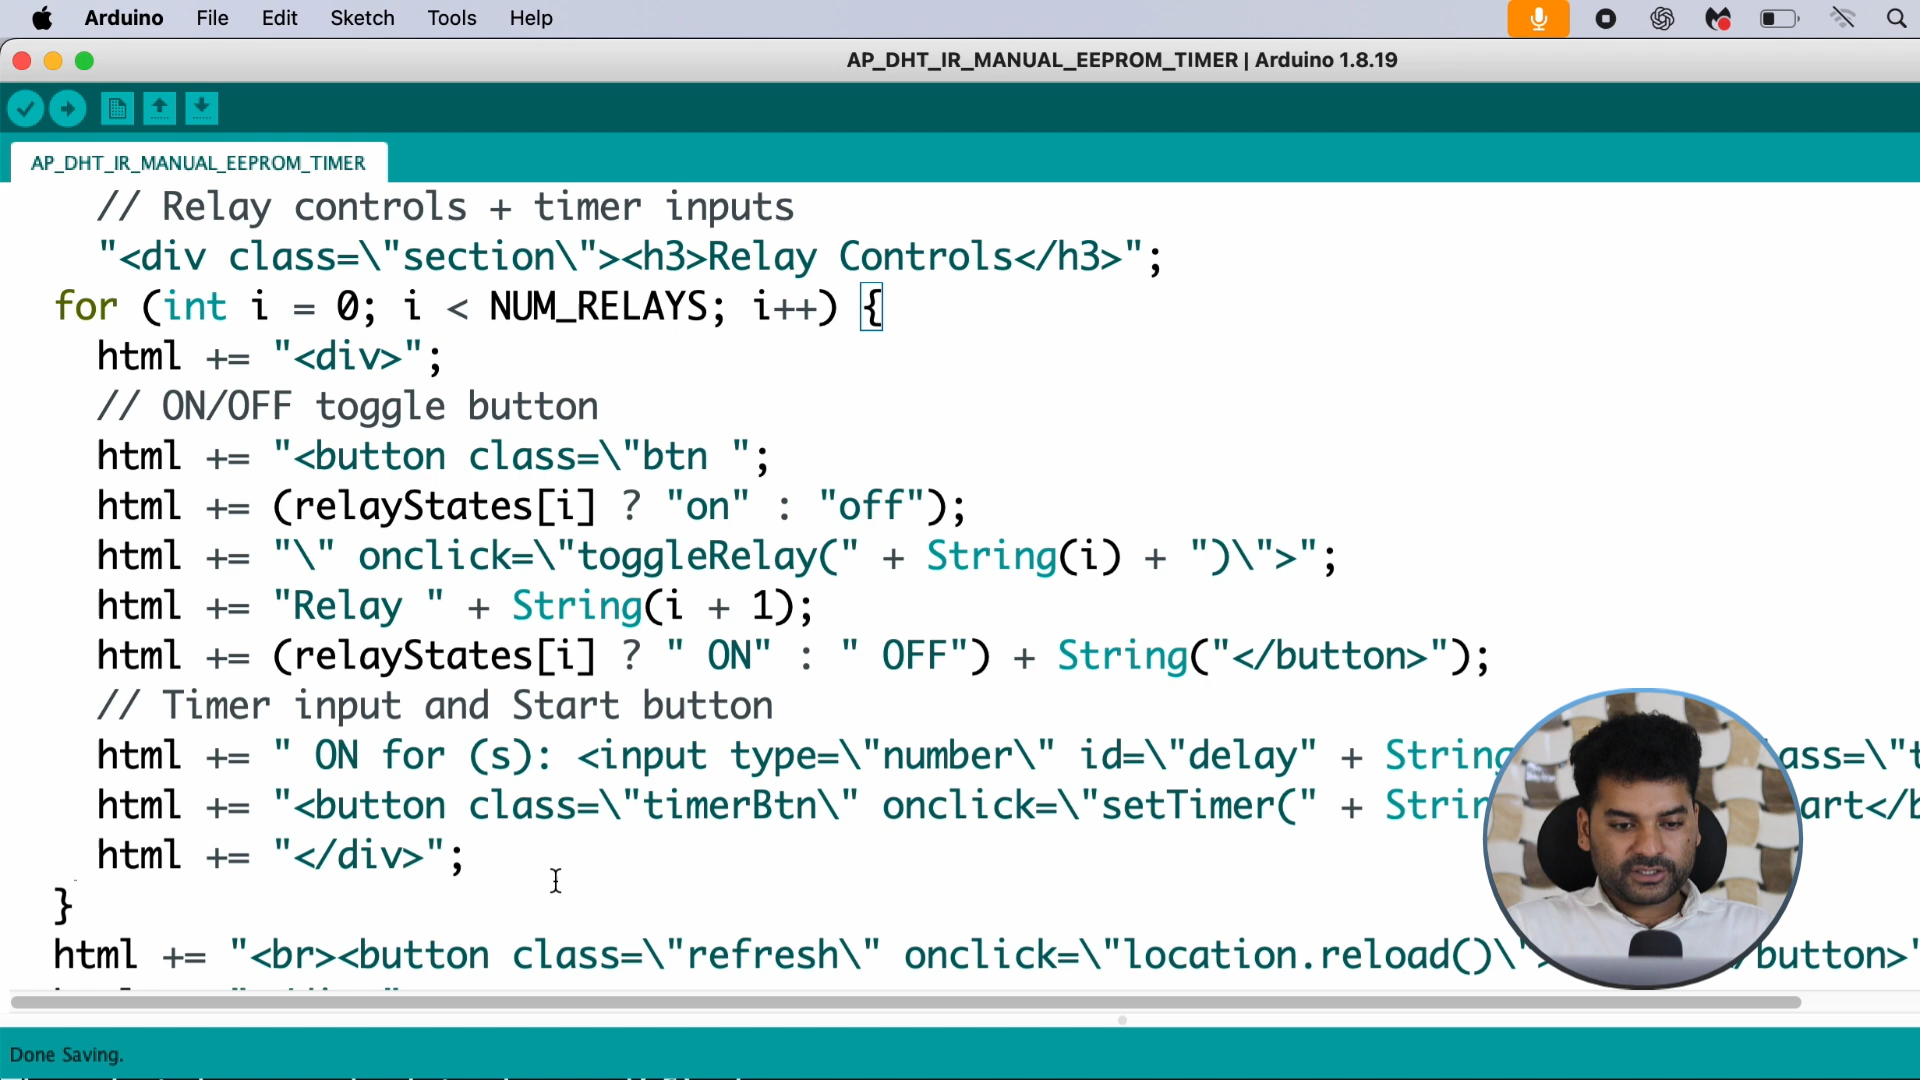 Arduino File Edit Sketch Tools Help
AP_DHT_IR_MANUAL_EEPROM_TIMER | Arduino 1.8.19
AP_DHT_IR_MANUAL_EEPROM_TIMER
// Relay controls + timer inputs
"<div class=\"section\"><h3>Relay Controls</h3>";
for (int i = 0; i < NUM_RELAYS; i++) {
html += "<div>";
// ON/OFF toggle button
html += "<button class=\"btn ";
html += (relayStates[i] ? "on" : "off");
html += "\" onclick=\"toggleRelay(" + String(i) + ")\">";
html += "Relay " + String(i + 1);
html += (relayStates[i] ? " ON" : " OFF") + String("</button>");
// Timer input and Start button
html += " ON for (s): <input type=\"number\" id=\"delay" + String
html += "<button class=\"timerBtn\" onclick=\"setTimer(" +
html += "</div>";
}
html += "<br><button class=\"refresh\" onclick=\"location.reload()\" /button>"
Done Saving.